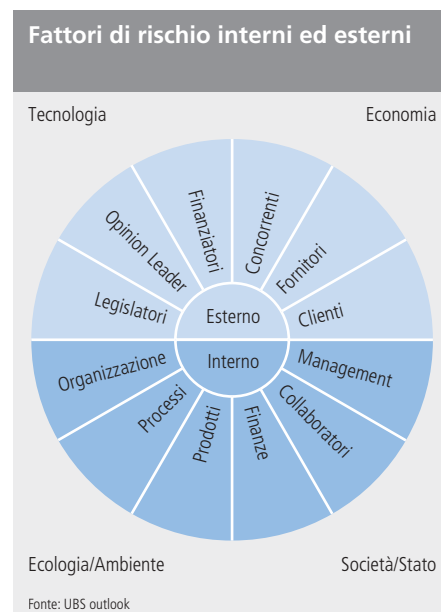 Fattori di rischio interni ed esterni
Tecnologia
Economia
Legislatori
Opinion Leader
Finanziatori
Concorrenti
Fornitori
Clienti
Esterno
Interno
Organizzazione
Processi
Prodotti
Finanze
Collaboratori
Management
Ecologia/Ambiente
Società/Stato
Fonte: UBS outlook